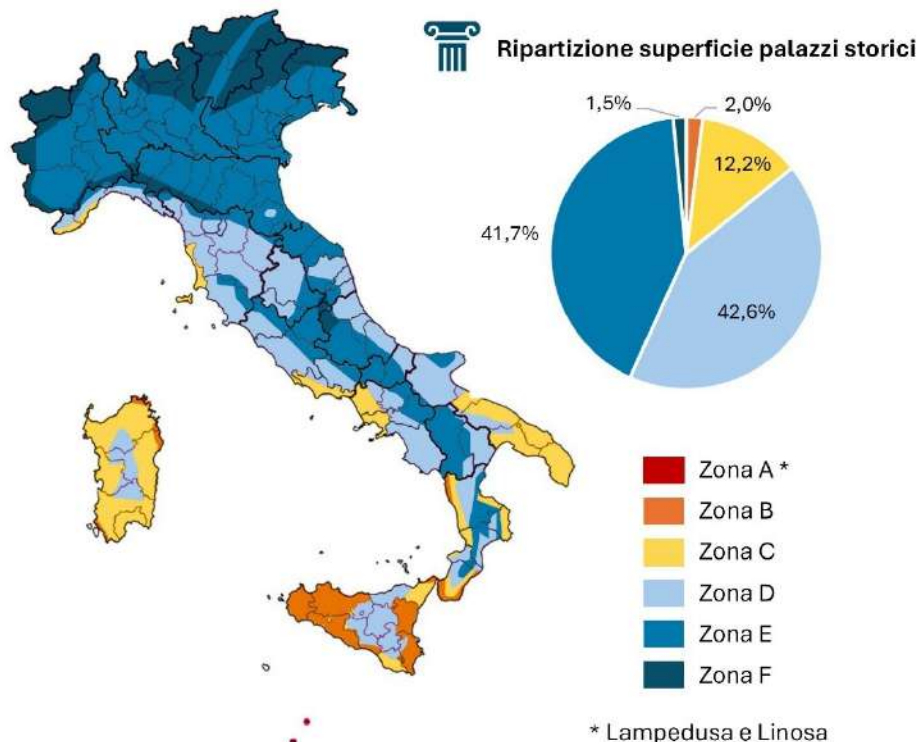 Ripartizione superficie palazzi storici
1,5%
2,0%
12,2%
41,7%
42,6%
Zona A *
Zona B
Zona C
Zona D
Zona E
Zona F
* Lampedusa e Linosa